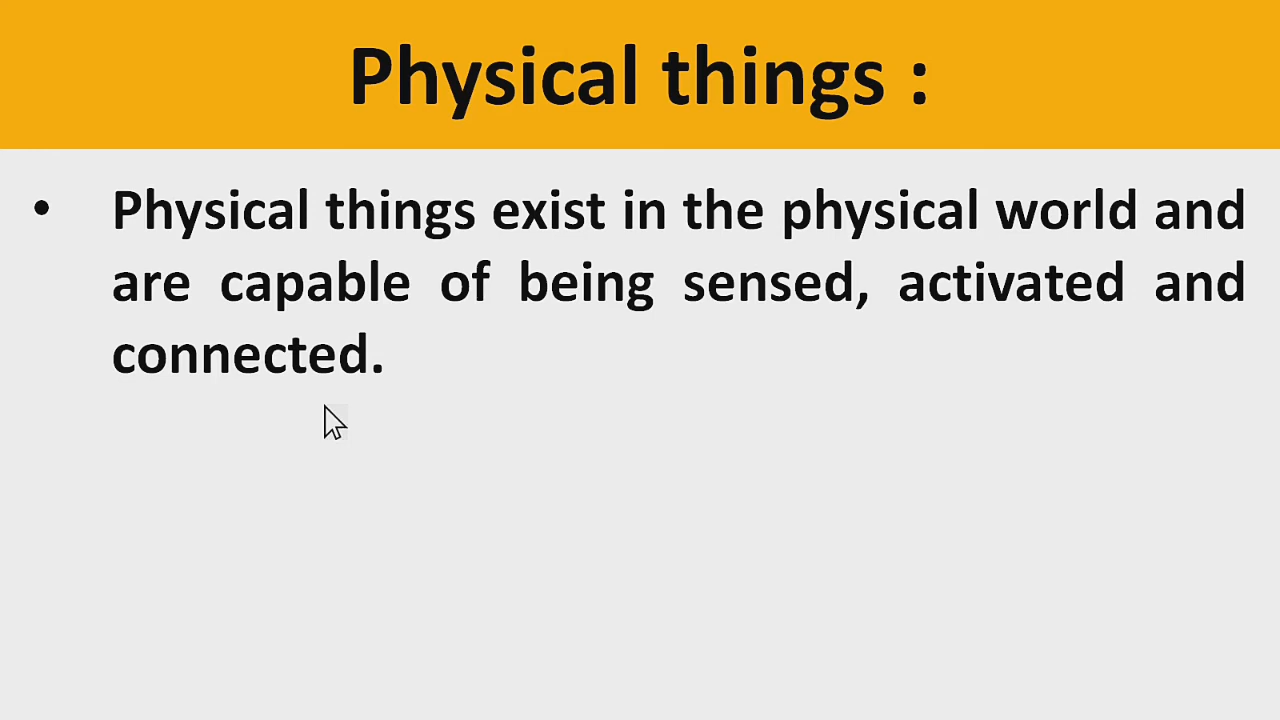 Physical things :
• Physical things exist in the physical world and
are capable of being sensed, activated and
connected.